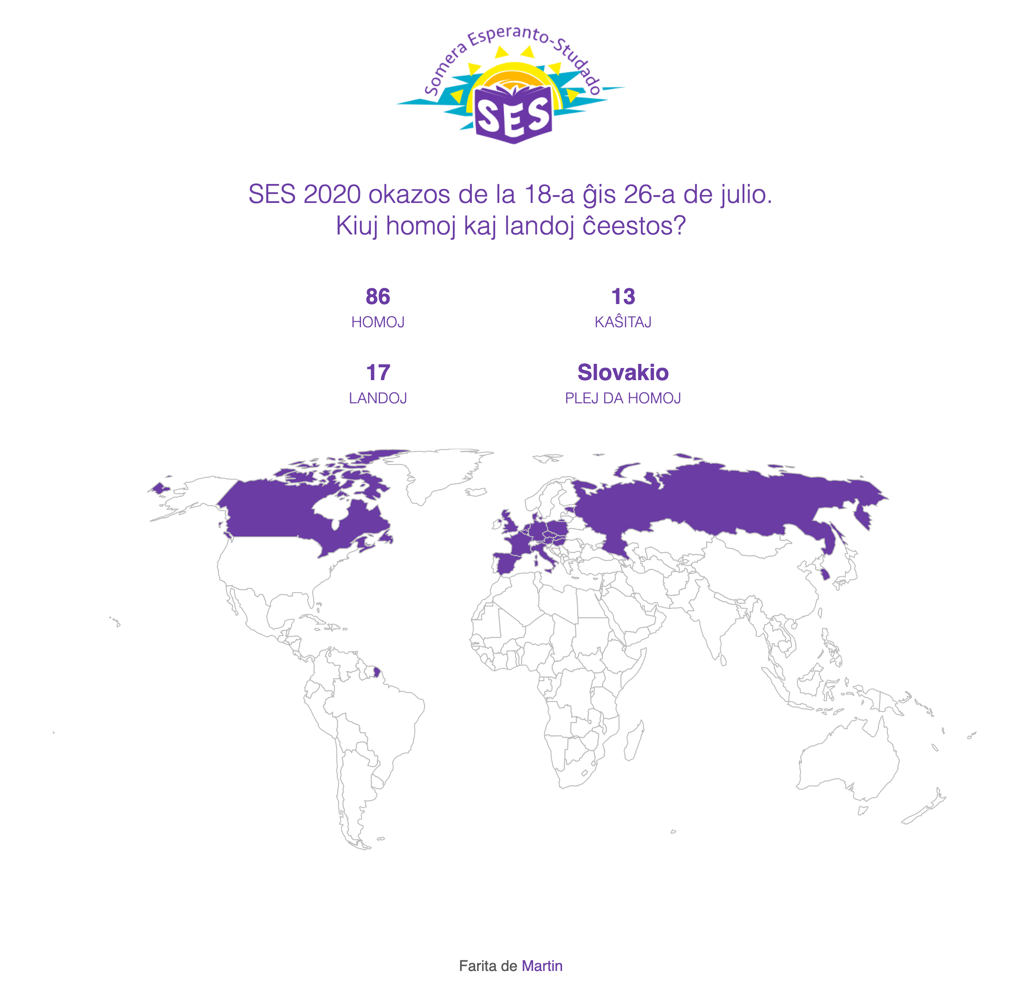 Somera Esperanto-Studado
SES
SES 2020 okazos de la 18-a ĝis 26-a de julio.
Kiuj homoj kaj landoj ĉeestos?
86
HOMOJ
13
KAŜITAJ
17
LANDOJ
Slovakio
PLEJ DA HOMOJ
Farita de Martin